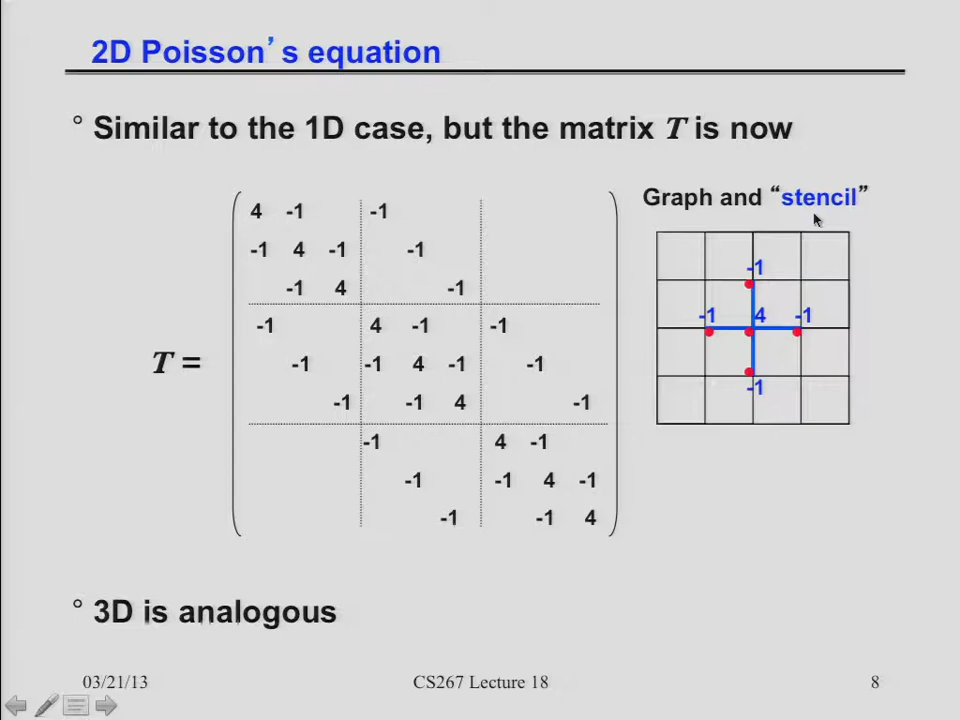 2D Poisson’s equation
° Similar to the 1D case, but the matrix T is now
Graph and “stencil”
4 -1 -1
-1 4 -1 -1
-1 4 -1
-1 4 -1 -1
T = -1 -1 4 -1 -1
-1 -1 4 -1
-1 4 -1
-1 -1 4 -1
-1 -1 4
-1
-1 4 -1
-1
° 3D is analogous
03/21/13 CS267 Lecture 18 8